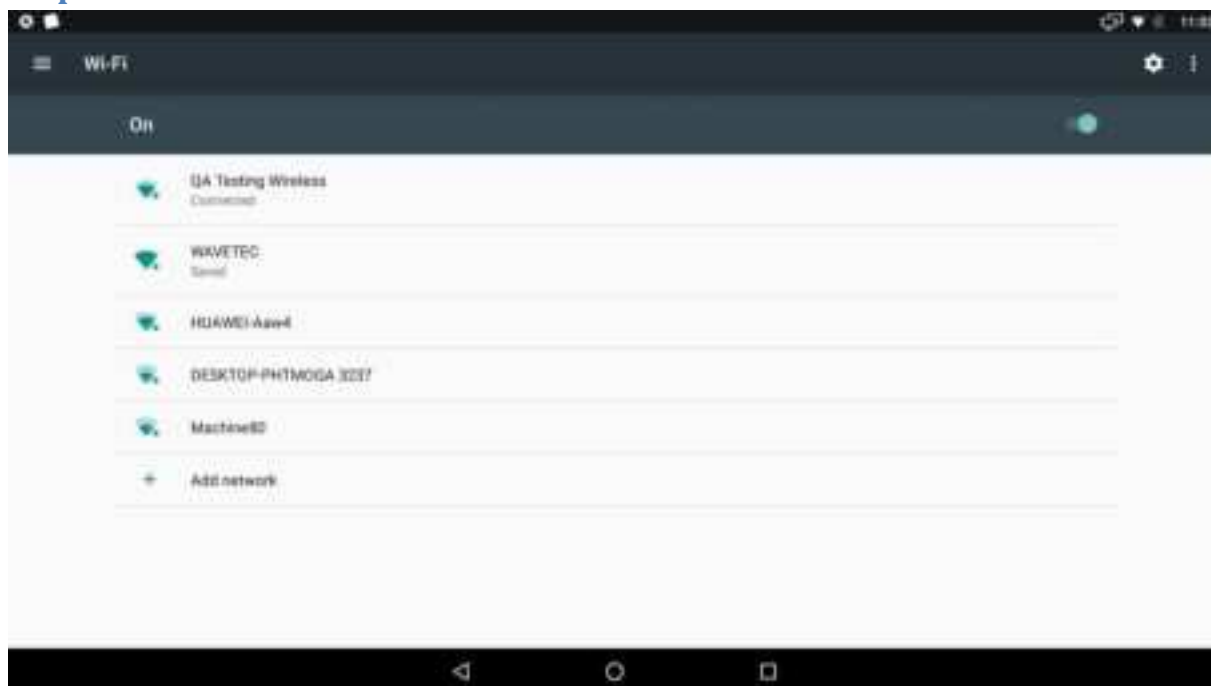 Wi-Fi
On
QA Testing Wireless
Connected
WAVETEC
Saved
HUAWEI-Aaw4
DESKTOP-PHTMOGA 3237
Machine80
Add network